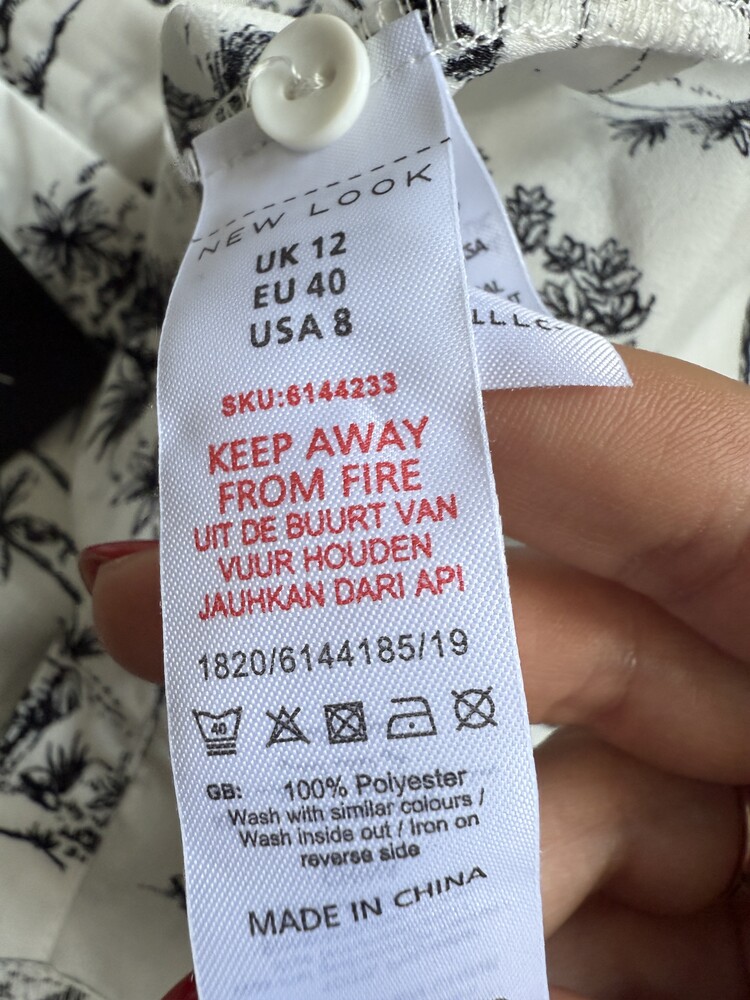 NEW LOOK
UK 12
EU 40
USA 8
SKU:6144233
KEEP AWAY
FROM FIRE
UIT DE BUURT VAN
VUUR HOUDEN
JAUHKAN DARI API
1820/6144185/19
40
GB: 100% Polyester
Wash with similar colours /
Wash inside out / Iron on
reverse side
MADE IN CHINA